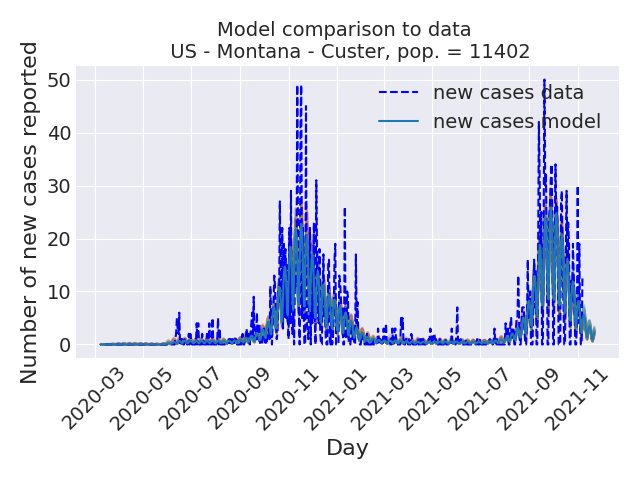 Model comparison to data
US - Montana - Custer, pop. = 11402
Number of new cases reported
50
40
30
20
10
0
new cases data
new cases model
2020-03
2020-05
2020-07
2020-09
2020-11
2021-01
2021-03
2021-05
2021-07
2021-09
2021-11
Day